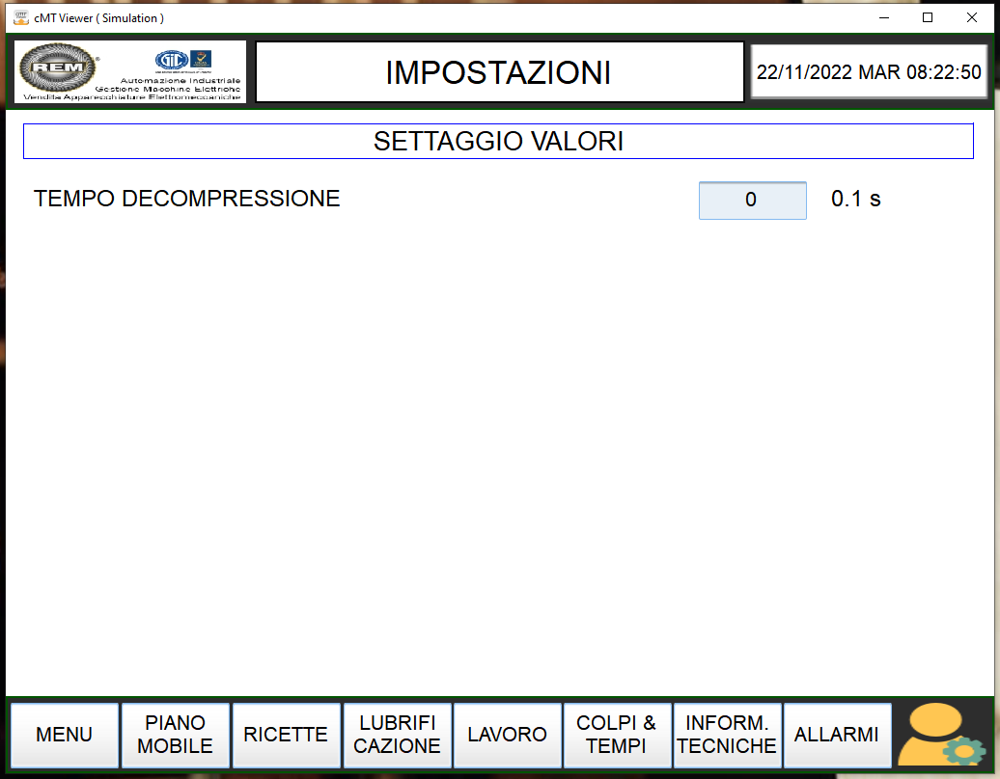 cMT Viewer ( Simulation )
REM
GIC
Automazione Industriale
Gestione Macchine Elettriche
Vendita Apparecchiature Elettromeccaniche
IMPOSTAZIONI
22/11/2022 MAR 08:22:50
SETTAGGIO VALORI
TEMPO DECOMPRESSIONE 0 0.1 s
MENU
PIANO
MOBILE
RICETTE
LUBRIFI
CAZIONE
LAVORO
COLPI &
TEMPI
INFORM.
TECNICHE
ALLARMI